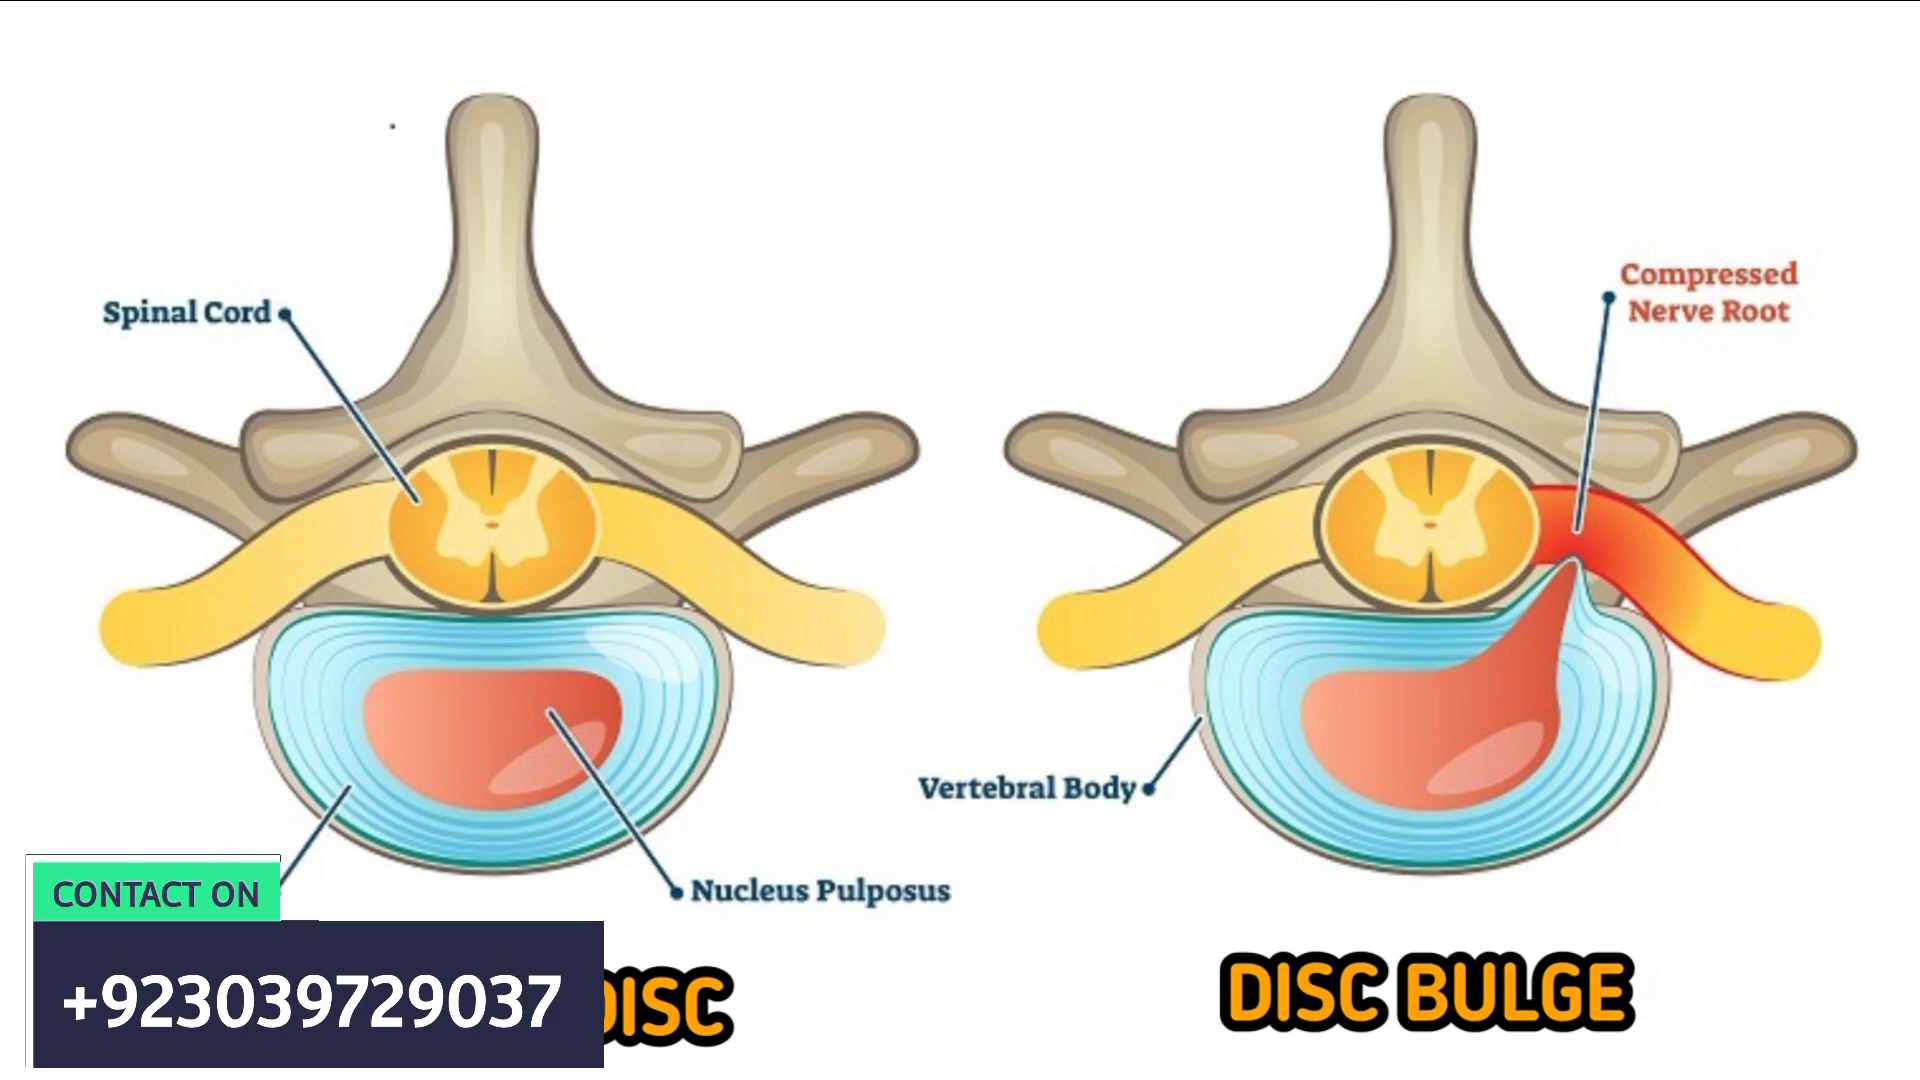 Spinal Cord
Compressed
Nerve Root
Vertebral Body
Nucleus Pulposus
CONTACT ON
+923039729037
DISC
DISC BULGE